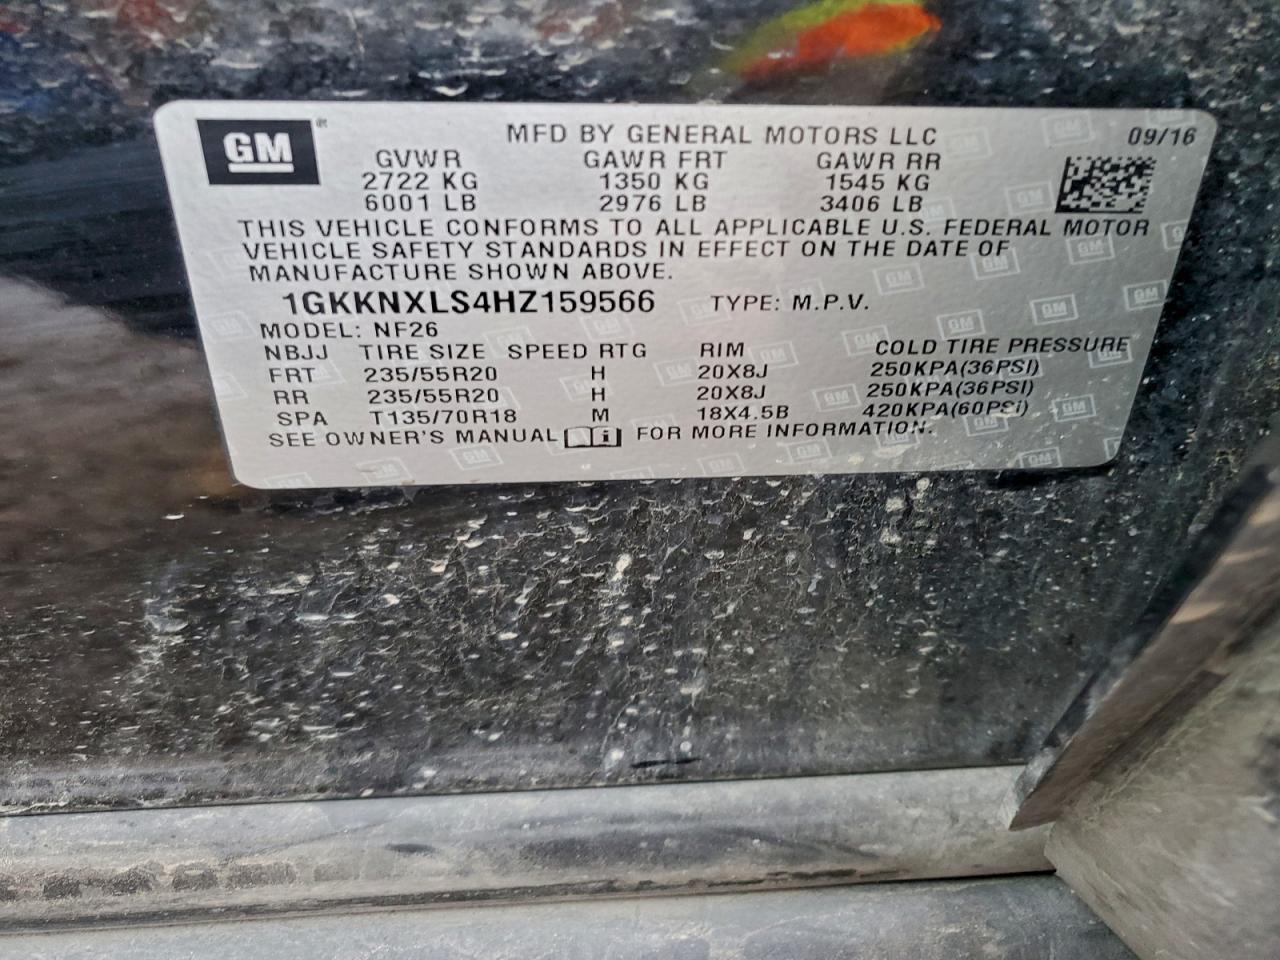 GM®
MFD BY GENERAL MOTORS LLC 09/16
GVWR GAWR FRT GAWR RR
2722 KG 1350 KG 1545 KG
6001 LB 2976 LB 3406 LB
THIS VEHICLE CONFORMS TO ALL APPLICABLE U.S. FEDERAL MOTOR
VEHICLE SAFETY STANDARDS IN EFFECT ON THE DATE OF
MANUFACTURE SHOWN ABOVE.
1GKKNXLS4HZ159566 TYPE: M.P.V.
MODEL: NF26
NBJJ TIRE SIZE SPEED RTG RIM COLD TIRE PRESSURE
FRT 235/55R20 H 20X8J 250KPA(36PSI)
RR 235/55R20 H 20X8J 250KPA(36PSI)
SPA T135/70R18 M 18X4.5B 420KPA(60PSi)
SEE OWNER'S MANUAL i FOR MORE INFORMATION.